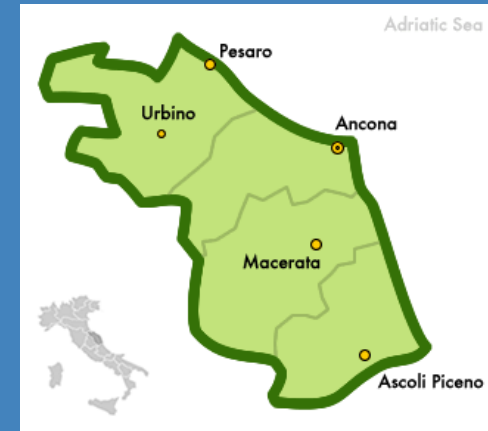 Adriatic Sea
Pesaro
Urbino
Ancona
Macerata
Ascoli Piceno